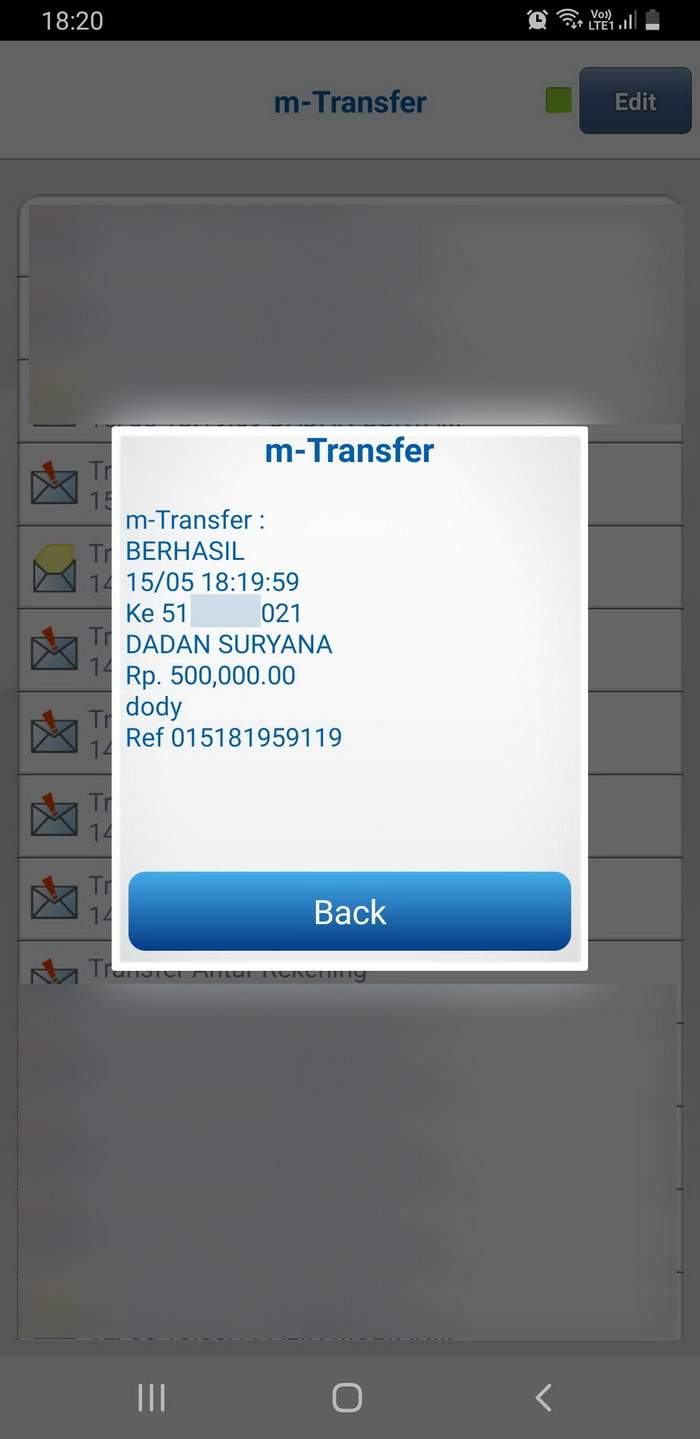 18:20
Vo))
LTE1
m-Transfer
Edit
m-Transfer
m-Transfer :
BERHASIL
15/05 18:19:59
Ke 51 021
DADAN SURYANA
Rp. 500,000.00
dody
Ref 015181959119
Back
Tr
15
Tr
14
Tr
14
Tr
14
Tr
14
Tr
14
Transfer Antar Rekening